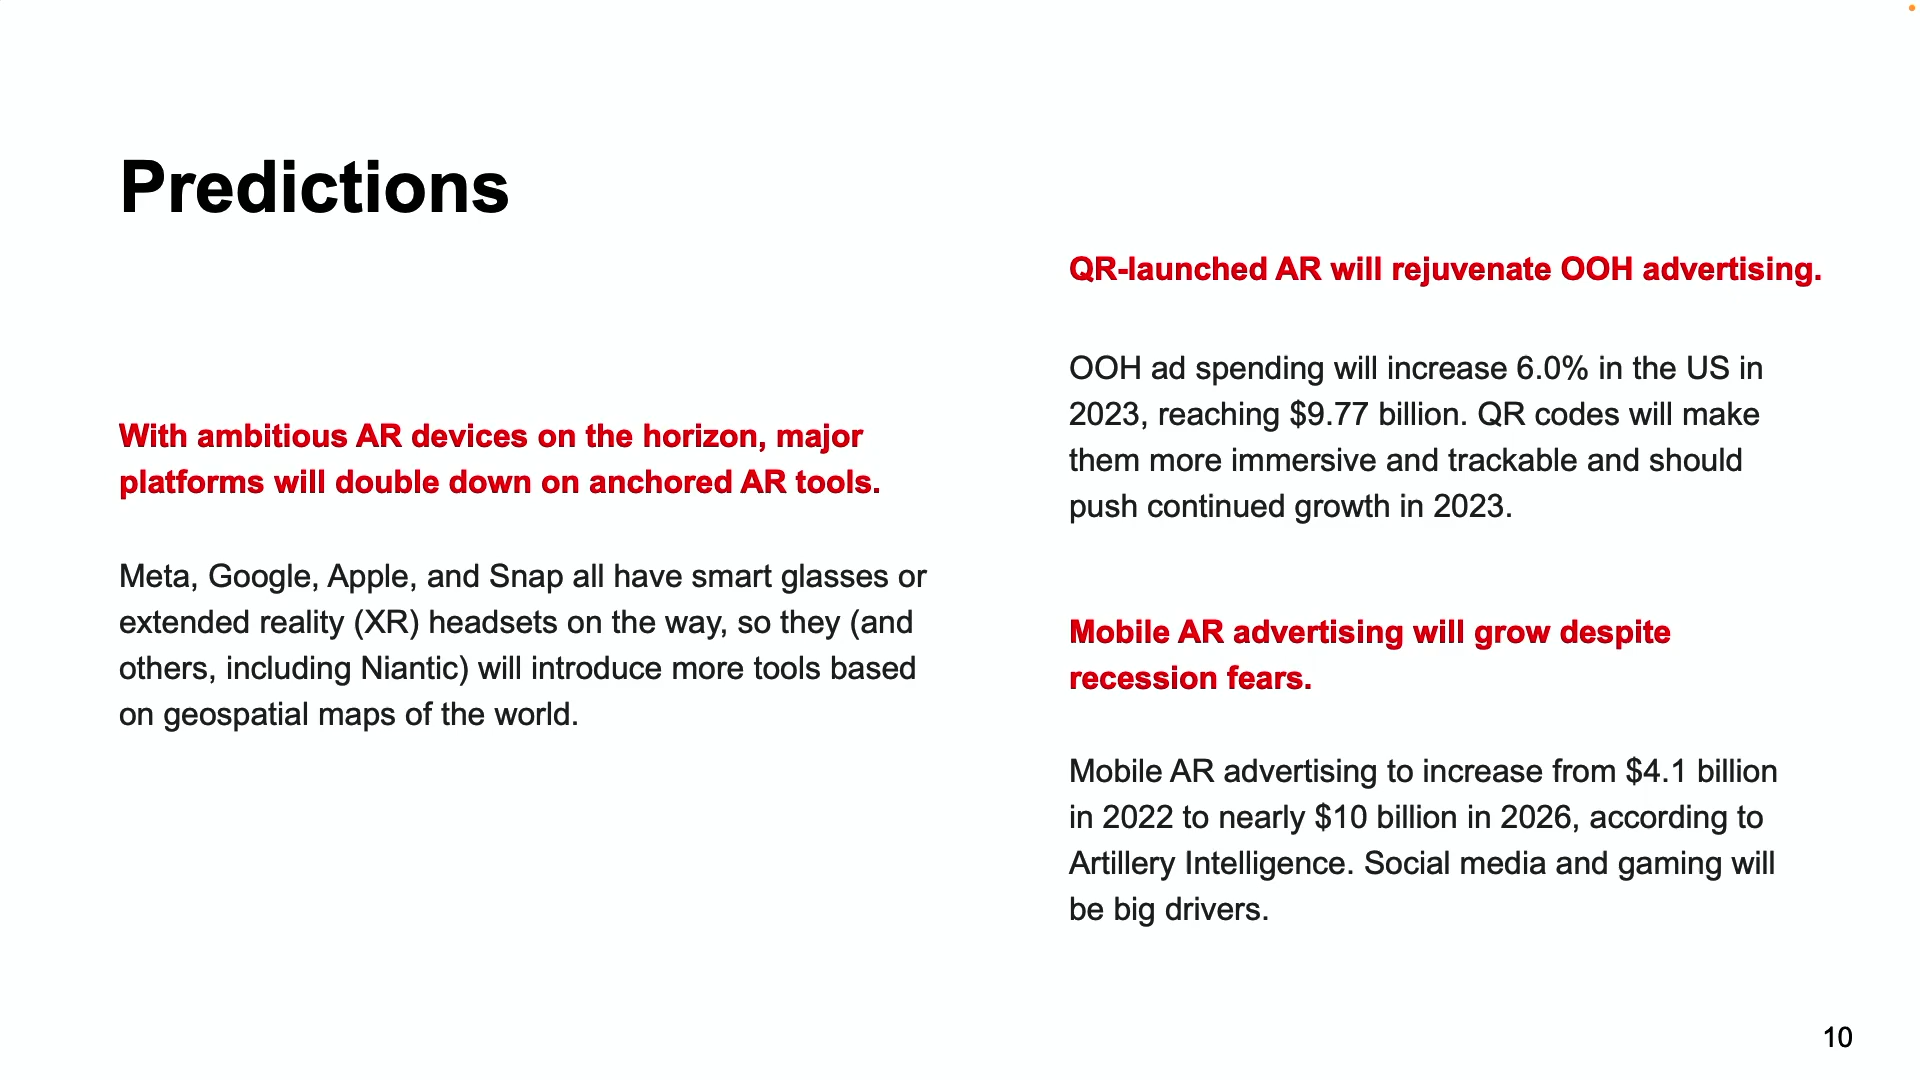 Predictions
With ambitious AR devices on the horizon, major
platforms will double down on anchored AR tools.
Meta, Google, Apple, and Snap all have smart glasses or
extended reality (XR) headsets on the way, so they (and
others, including Niantic) will introduce more tools based
on geospatial maps of the world.
QR-launched AR will rejuvenate OOH advertising.
OOH ad spending will increase 6.0% in the US in
2023, reaching $9.77 billion. QR codes will make
them more immersive and trackable and should
push continued growth in 2023.
Mobile AR advertising will grow despite
recession fears.
Mobile AR advertising to increase from $4.1 billion
in 2022 to nearly $10 billion in 2026, according to
Artillery Intelligence. Social media and gaming will
be big drivers.
10